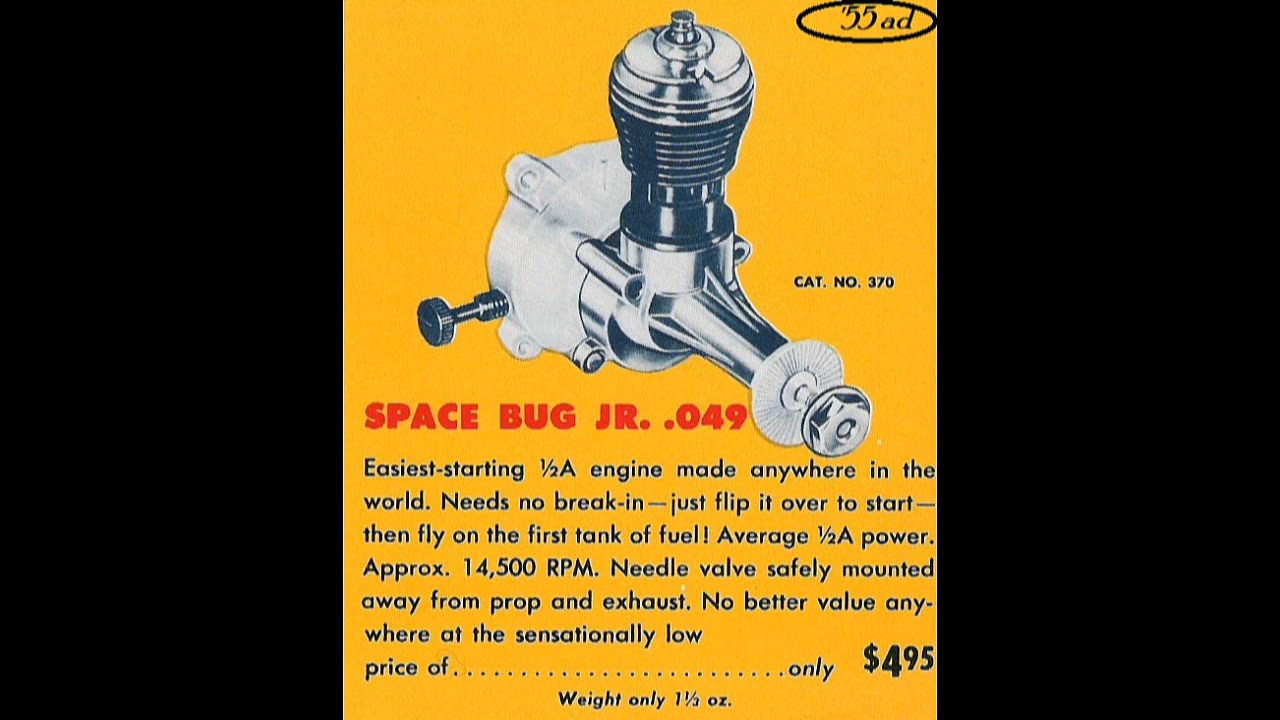 '55 ad
CAT. NO. 370
SPACE BUG JR. .049
Easiest-starting ½A engine made anywhere in the
world. Needs no break-in—just flip it over to start—
then fly on the first tank of fuel! Average ½A power.
Approx. 14,500 RPM. Needle valve safely mounted
away from prop and exhaust. No better value any-
where at the sensationally low
price of........................only $4.95
Weight only 1⅓ oz.